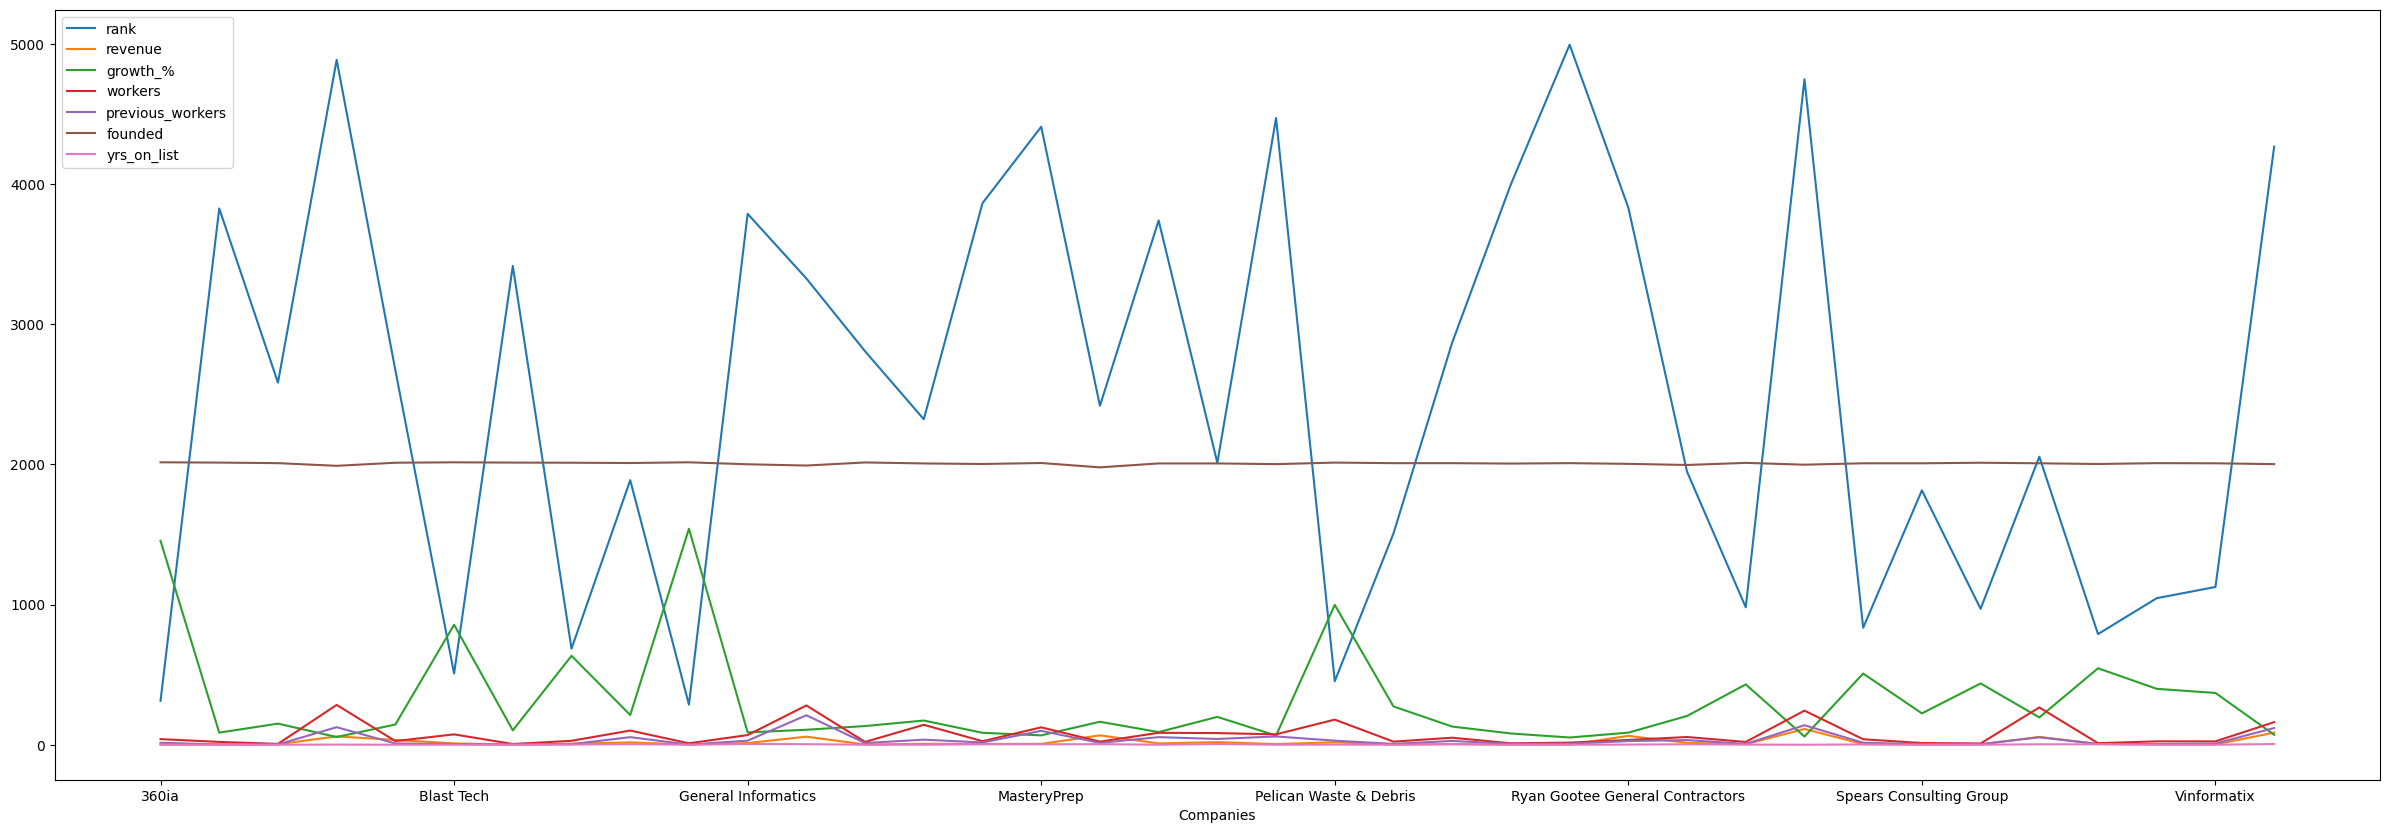 rank
revenue
growth_%
workers
previous_workers
founded
yrs_on_list
5000
4000
3000
2000
1000
0
360ia
Blast Tech
General Informatics
MasteryPrep
Pelican Waste & Debris
Ryan Gootee General Contractors
Spears Consulting Group
Vinformatix
Companies